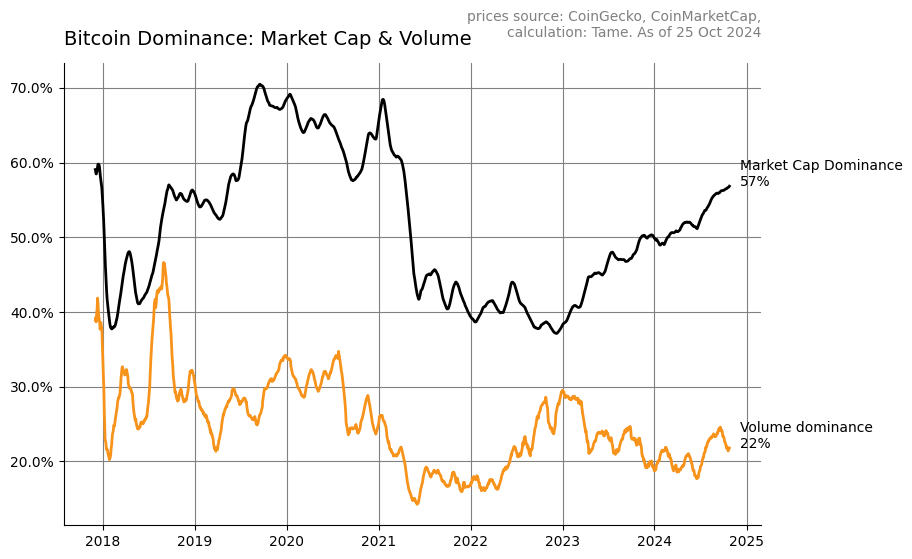 prices source: CoinGecko, CoinMarketCap,
calculation: Tame. As of 25 Oct 2024
Bitcoin Dominance: Market Cap & Volume
70.0%
60.0%
50.0%
40.0%
30.0%
20.0%
Market Cap Dominance
57%
Volume dominance
22%
2018 2019 2020 2021 2022 2023 2024 2025